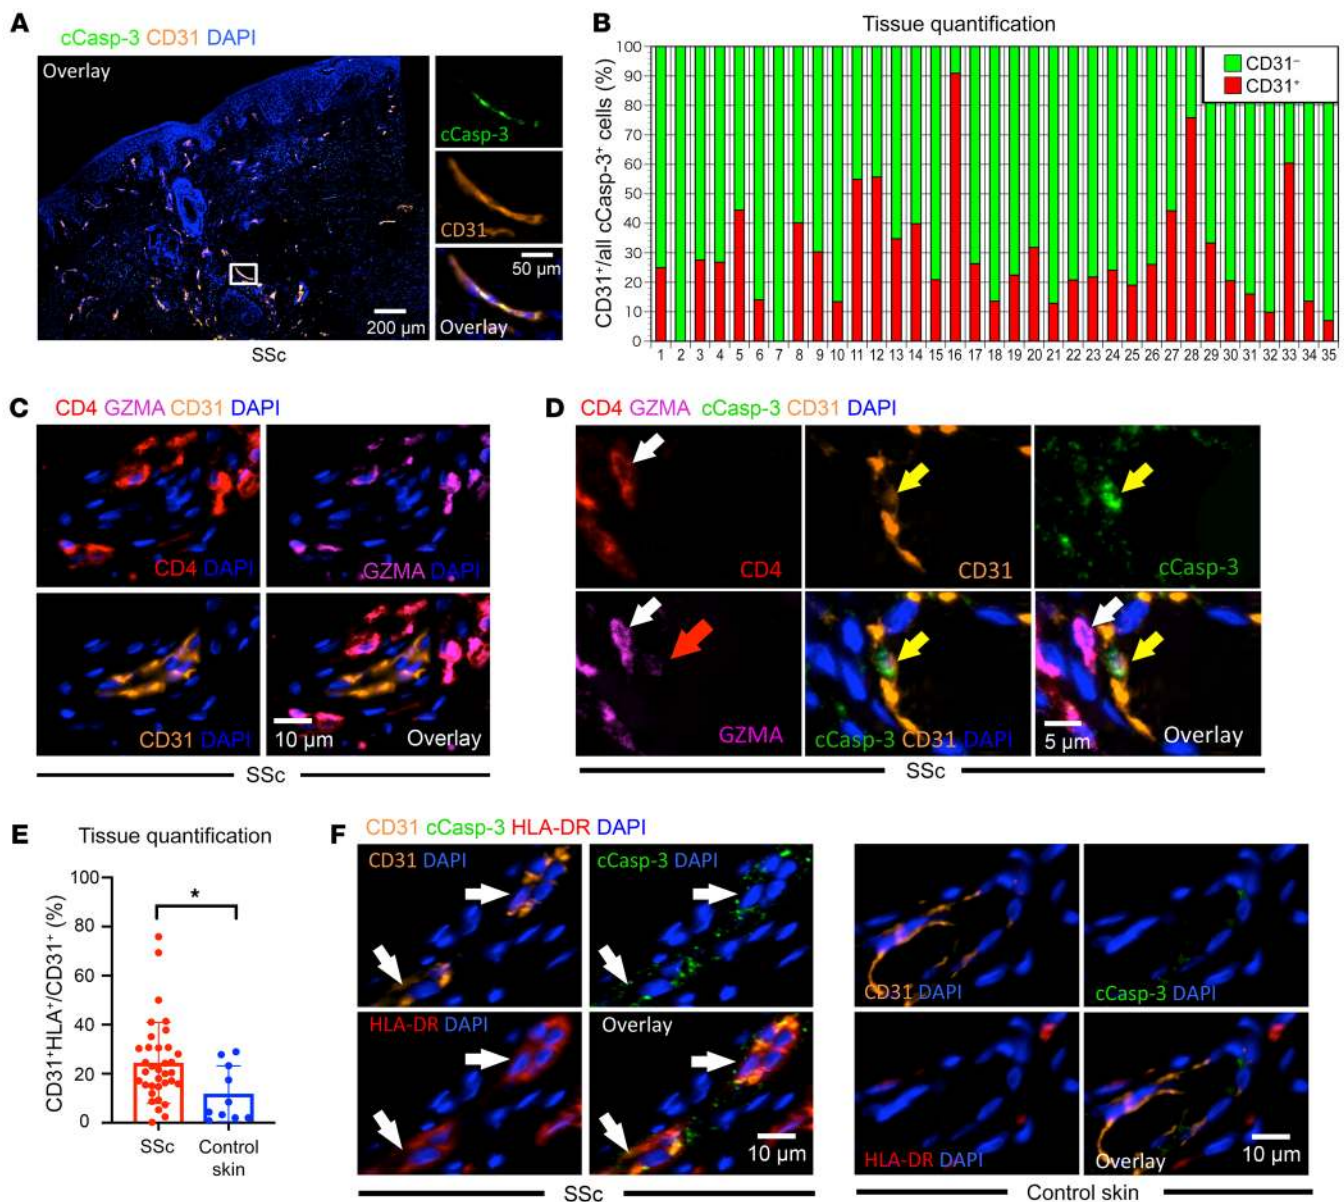 A
cCasp-3 CD31 DAPI
Overlay
200 µm
SSc
cCasp-3
CD31
50 µm
Overlay
B
Tissue quantification
CD31⁺/all cCasp-3⁺ cells (%)
100
90
80
70
60
50
40
30
20
10
0
CD31⁻
CD31⁺
1 2 3 4 5 6 7 8 9 10 11 12 13 14 15 16 17 18 19 20 21 22 23 24 25 26 27 28 29 30 31 32 33 34 35
C
CD4 GZMA CD31 DAPI
CD4 DAPI
GZMA DAPI
CD31 DAPI
10 µm
Overlay
SSc
D
CD4 GZMA cCasp-3 CD31 DAPI
CD4
CD31
cCasp-3
GZMA
cCasp-3 CD31 DAPI
5 µm
Overlay
SSc
E
Tissue quantification
CD31⁺HLA⁺/CD31⁺ (%)
100
80
60
40
20
0
*
SSc
Control
skin
F
CD31 cCasp-3 HLA-DR DAPI
CD31 DAPI
cCasp-3 DAPI
HLA-DR DAPI
Overlay
10 µm
SSc
CD31 DAPI
cCasp-3 DAPI
HLA-DR DAPI
Overlay
10 µm
Control skin